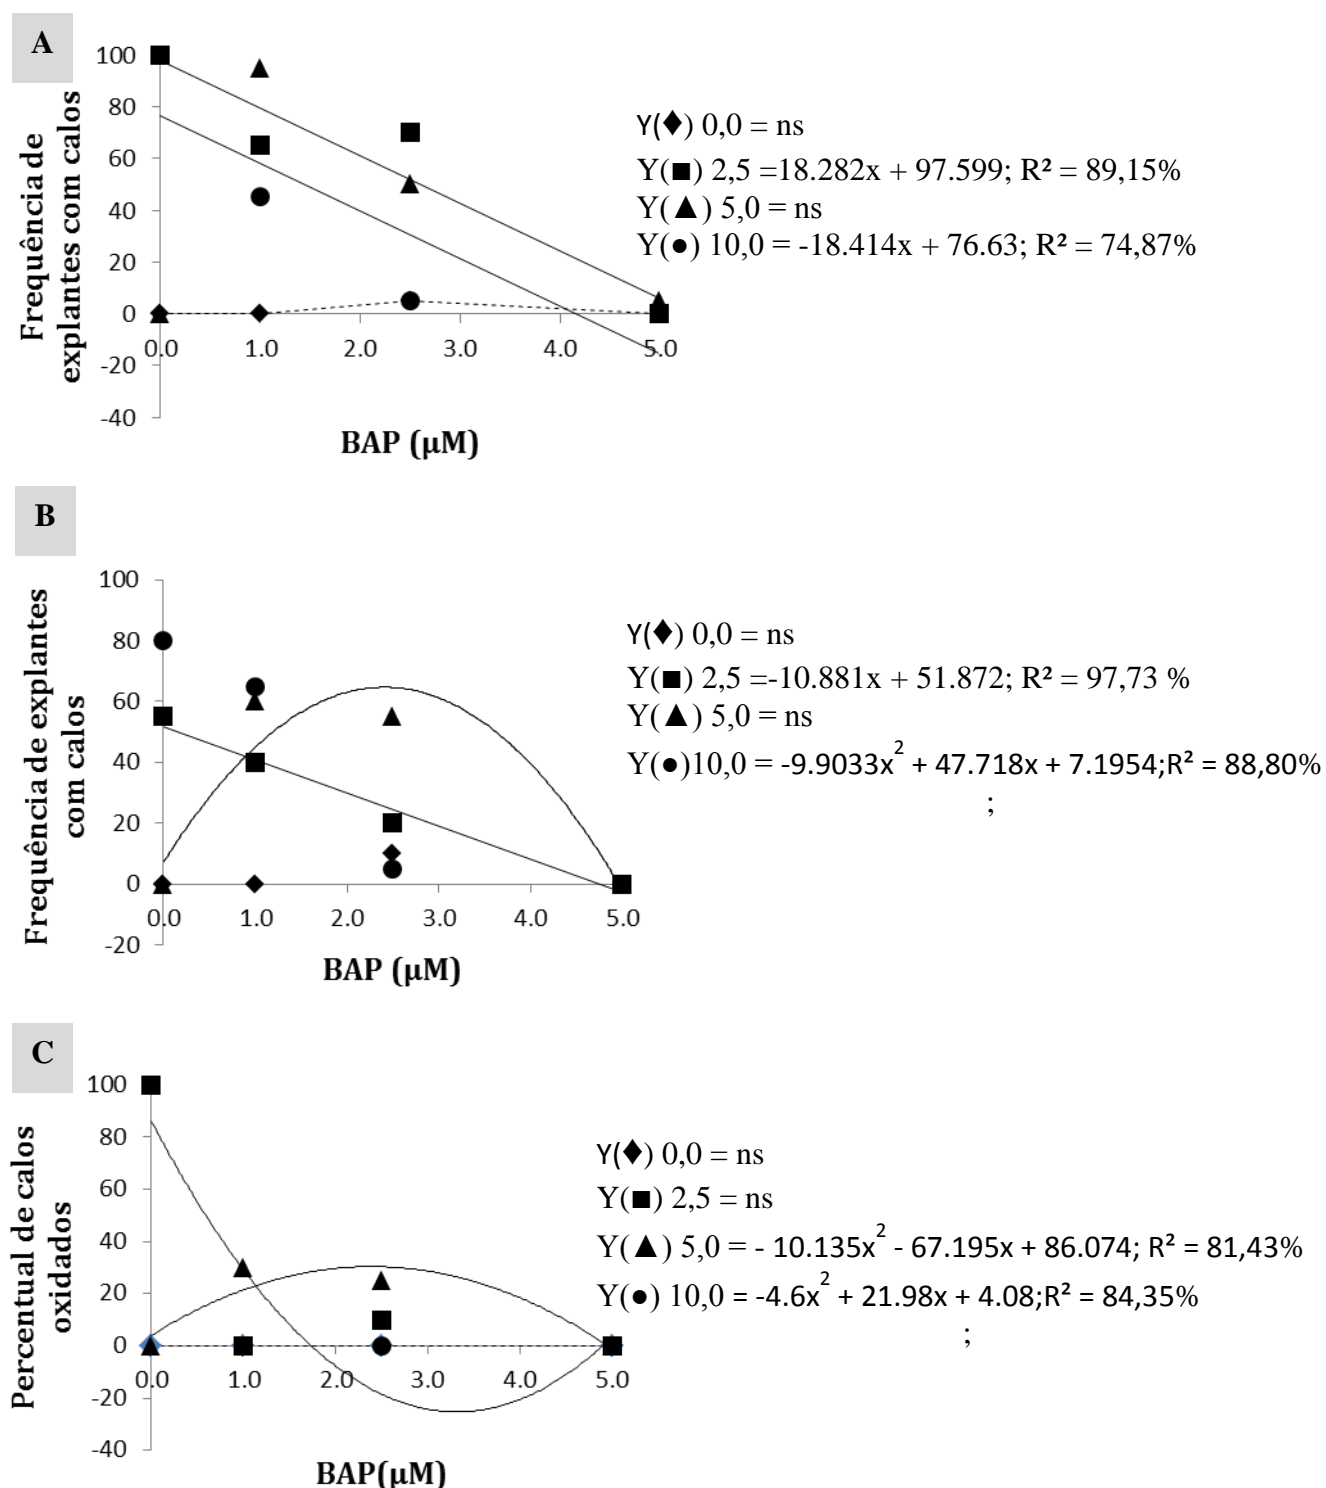 A
Frequência de
explantes com calos
100
80
60
40
20
0
-20
-40
0.0 1.0 2.0 3.0 4.0 5.0
BAP (μM)
Y(♦) 0,0 = ns
Y(■) 2,5 =18.282x + 97.599; R² = 89,15%
Y(▲) 5,0 = ns
Y(●) 10,0 = -18.414x + 76.63; R² = 74,87%
B
Frequência de explantes
com calos
100
80
60
40
20
0
-20
0.0 1.0 2.0 3.0 4.0 5.0
BAP (μM)
Y(♦) 0,0 = ns
Y(■) 2,5 =-10.881x + 51.872; R² = 97,73 %
Y(▲) 5,0 = ns
Y(●)10,0 = -9.9033x² + 47.718x + 7.1954;R² = 88,80%
;
C
Percentual de calos
oxidados
100
80
60
40
20
0
-20
-40
0.0 1.0 2.0 3.0 4.0 5.0
BAP(μM)
Y(♦) 0,0 = ns
Y(■) 2,5 = ns
Y(▲) 5,0 = - 10.135x² - 67.195x + 86.074; R² = 81,43%
Y(●) 10,0 = -4.6x² + 21.98x + 4.08;R² = 84,35%
;